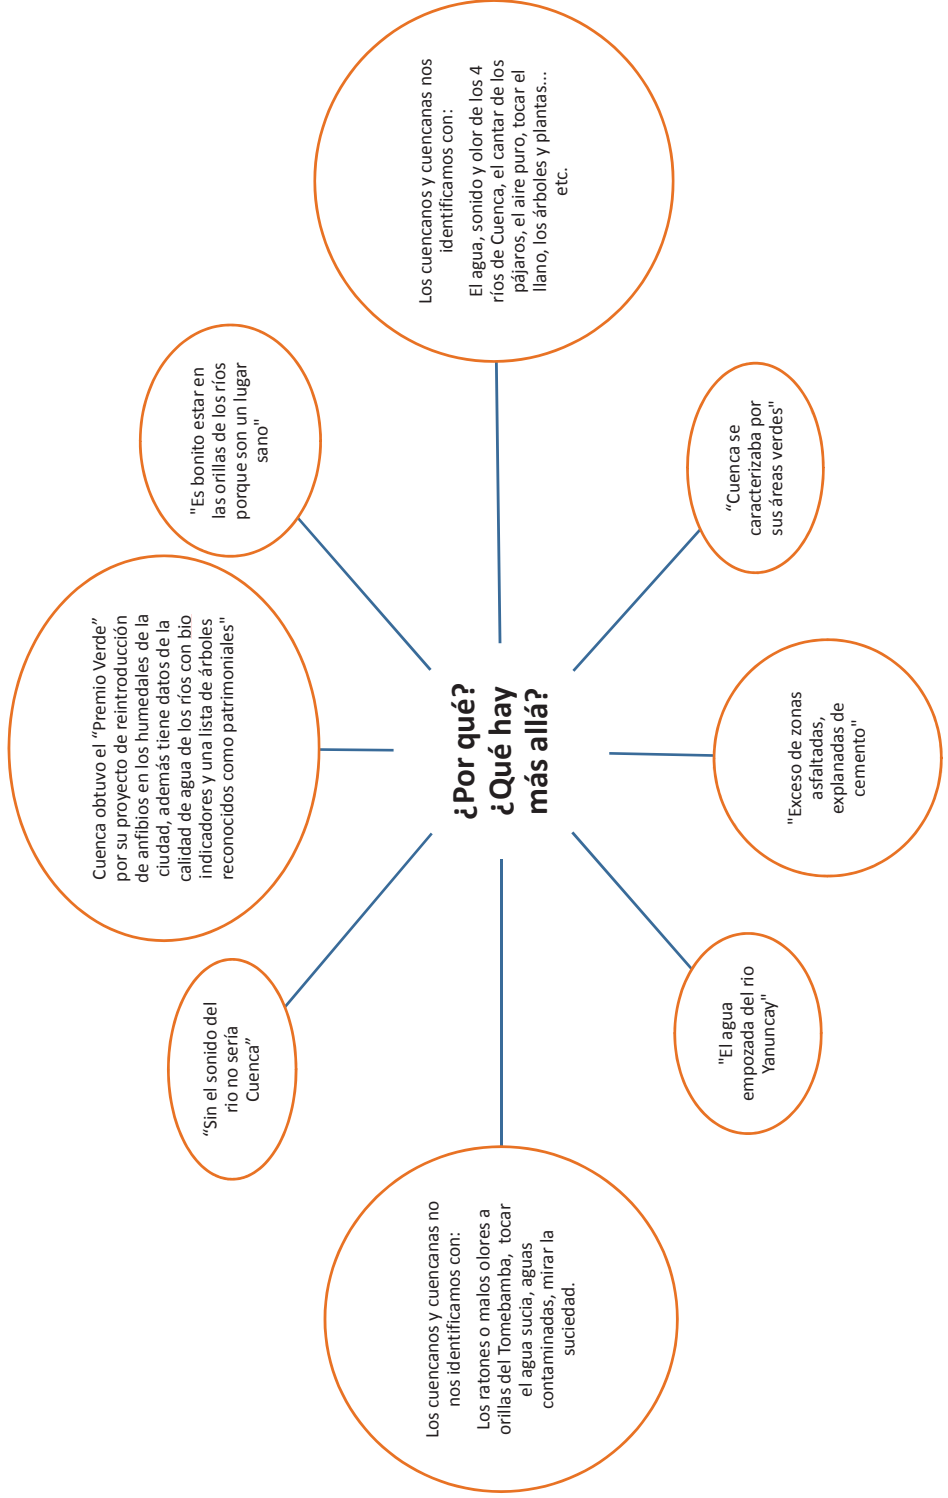 ¿Por qué?
¿Qué hay
más allá?
Los cuencanos y cuencanas nos
identificamos con:
El agua, sonido y olor de los 4
ríos de Cuenca, el cantar de los
pájaros, el aire puro, tocar el
llano, los árboles y plantas...
etc.
“Cuenca se
caracterizaba por
sus áreas verdes"
"Exceso de zonas
asfaltadas,
explanadas de
cemento"
"El agua
empozada del rio
Yanuncay"
Los cuencanos y cuencanas no
nos identificamos con:
Los ratones o malos olores a
orillas del Tomebamba, tocar
el agua sucia, aguas
contaminadas, mirar la
suciedad.
“Sin el sonido del
rio no sería
Cuenca”
Cuenca obtuvo el “Premio Verde”
por su proyecto de reintroducción
de anfibios en los humedales de la
ciudad, además tiene datos de la
calidad de agua de los ríos con bio
indicadores y una lista de árboles
reconocidos como patrimoniales"
"Es bonito estar en
las orillas de los ríos
porque son un lugar
sano"